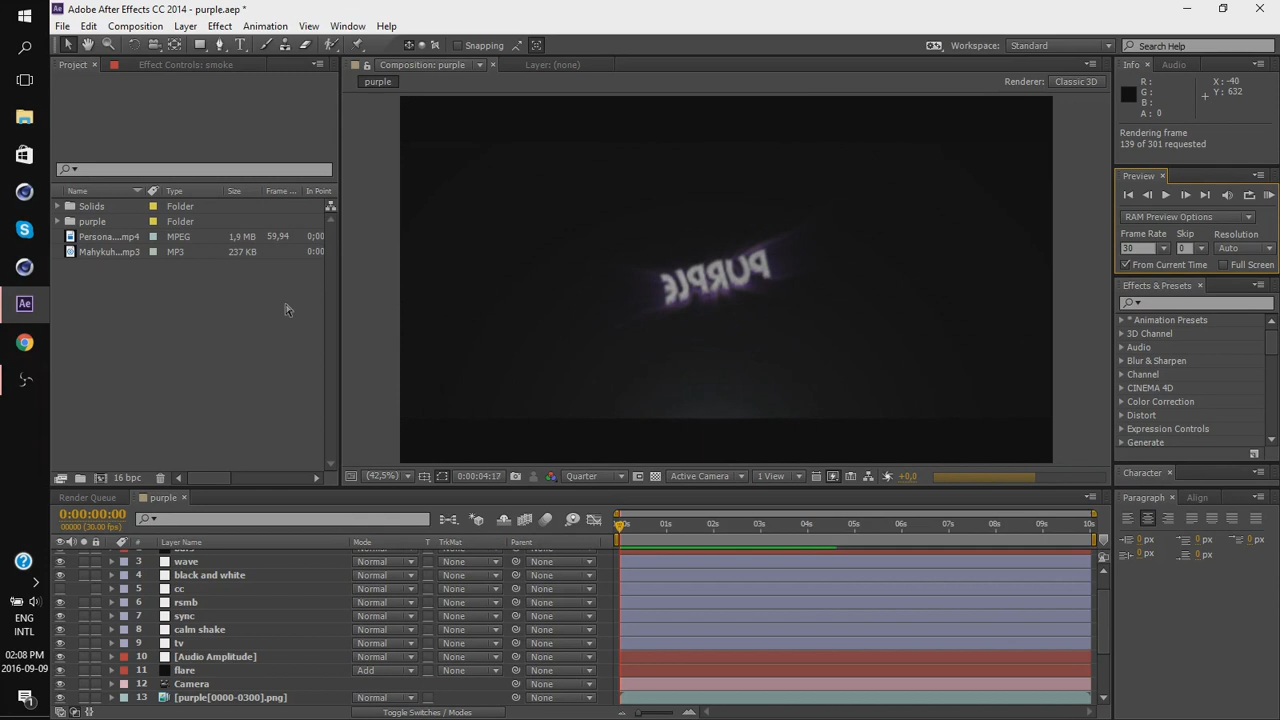 Adobe After Effects CC 2014 - purple.aep *
File Edit Composition Layer Effect Animation View Window Help
Snapping
Workspace: Standard
Search Help
Project
Effect Controls: smoke
Composition: purple
Layer: (none)
Info
Audio
purple
Renderer: Classic 3D
R :
G :
B :
A : 0
X : -40
Y : 632
Rendering frame
139 of 301 requested
Name Type Size Frame ... In Point
Solids Folder
purple Folder
Persona....mp4 MPEG 1,9 MB 59,94 0;00
Mahykuh...mp3 MP3 237 KB 0:00
PURPLE
Preview
RAM Preview Options
Frame Rate Skip Resolution
30 0 Auto
From Current Time Full Screen
Effects & Presets
* Animation Presets
3D Channel
Audio
Blur & Sharpen
Channel
CINEMA 4D
Color Correction
Distort
Expression Controls
Generate
16 bpc
(42,5%) 0:00:04:17 Quarter Active Camera 1 View +0,0
Character
Render Queue
purple
Paragraph
Align
0:00:00:00
00000 (30.00 fps)
01s 02s 03s 04s 05s 06s 07s 08s 09s 10s
0 px 0 px 0 px
0 px 0 px
# Layer Name Mode T TrkMat Parent
3 wave Normal None None
4 black and white Normal None None
5 cc Normal None None
6 rsmb Normal None None
7 sync Normal None None
8 calm shake Normal None None
9 tv Normal None None
10 [Audio Amplitude] Normal None None
11 flare Add None None
12 Camera None
13 [purple[0000-0300].png] Normal None
Toggle Switches / Modes
ENG
INTL
02:08 PM
2016-09-09